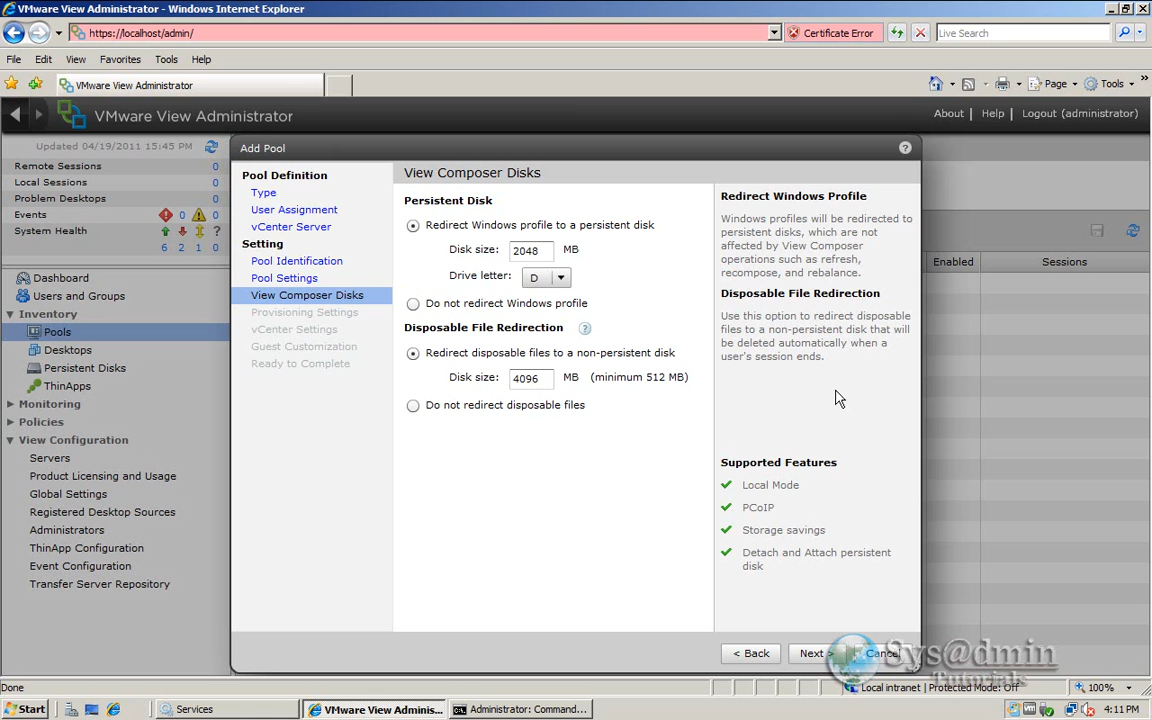 VMware View Administrator - Windows Internet Explorer
https://localhost/admin/
Certificate Error
Live Search
File Edit View Favorites Tools Help
VMware View Administrator
Page Tools
VMware View Administrator
About Help Logout (administrator)
Updated 04/19/2011 15:45 PM
Remote Sessions 0
Local Sessions 0
Problem Desktops 0
Events 0 0
System Health ?
6 2 1 0
Dashboard
Users and Groups
Inventory
Pools
Desktops
Persistent Disks
ThinApps
Monitoring
Policies
View Configuration
Servers
Product Licensing and Usage
Global Settings
Registered Desktop Sources
Administrators
ThinApp Configuration
Event Configuration
Transfer Server Repository
Add Pool
?
Pool Definition
Type
User Assignment
vCenter Server
Setting
Pool Identification
Pool Settings
View Composer Disks
Provisioning Settings
vCenter Settings
Guest Customization
Ready to Complete
View Composer Disks
Persistent Disk
Redirect Windows profile to a persistent disk
Disk size: 2048 MB
Drive letter: D
Do not redirect Windows profile
Disposable File Redirection ?
Redirect disposable files to a non-persistent disk
Disk size: 4096 MB (minimum 512 MB)
Do not redirect disposable files
Redirect Windows Profile
Windows profiles will be redirected to
persistent disks, which are not
affected by View Composer
operations such as refresh,
recompose, and rebalance.
Disposable File Redirection
Use this option to redirect disposable
files to a non-persistent disk that will
be deleted automatically when a
user's session ends.
Supported Features
Local Mode
PCoIP
Storage savings
Detach and Attach persistent
disk
< Back Next > Cancel
Enabled Sessions
Sys@dmin
Tutorials
Done
Local intranet | Protected Mode: Off
100%
Start
Services
VMware View Adminis...
Administrator: Command...
4:11 PM